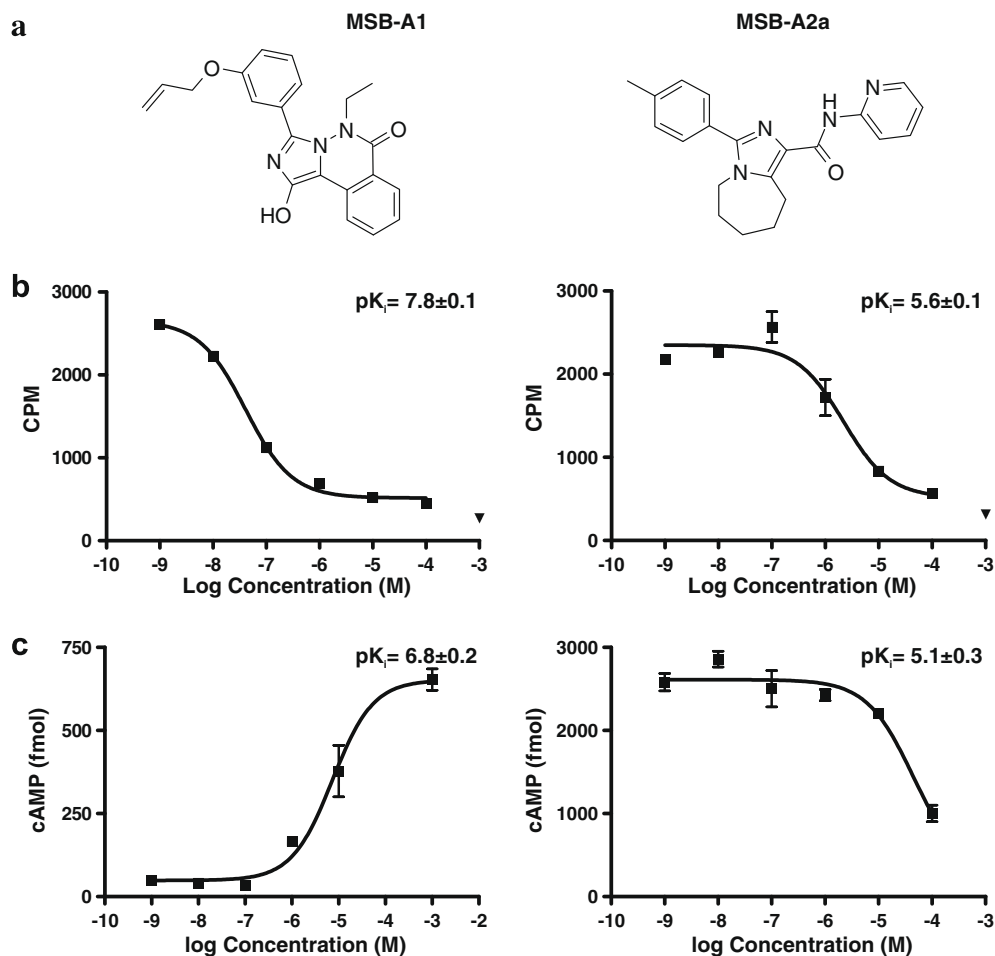 a
MSB-A1
MSB-A2a
O
N
O
N
N
N
HO
N
H
N
N
N
O
b
3000
2000
1000
0
CPM
pKi= 7.8±0.1
-10 -9 -8 -7 -6 -5 -4 -3
Log Concentration (M)
3000
2000
1000
0
CPM
pKi= 5.6±0.1
-10 -9 -8 -7 -6 -5 -4 -3
Log Concentration (M)
c
750
500
250
0
cAMP (fmol)
pKi= 6.8±0.2
-10 -9 -8 -7 -6 -5 -4 -3 -2
log Concentration (M)
3000
2000
1000
0
cAMP (fmol)
pKi= 5.1±0.3
-10 -9 -8 -7 -6 -5 -4 -3
log Concentration (M)